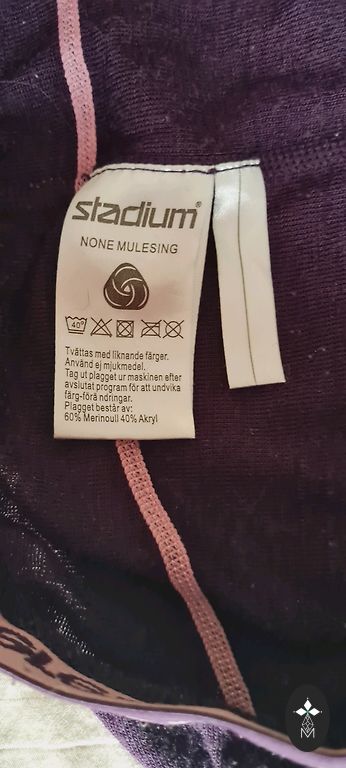 stadium®
NONE MULESING
40°
Tvättas med liknande färger.
Använd ej mjukmedel.
Tag ut plagget ur maskinen efter
avslutat program för att undvika
färg-förä ndringar.
Plagget består av:
60% Merinoull 40% Akryl
M